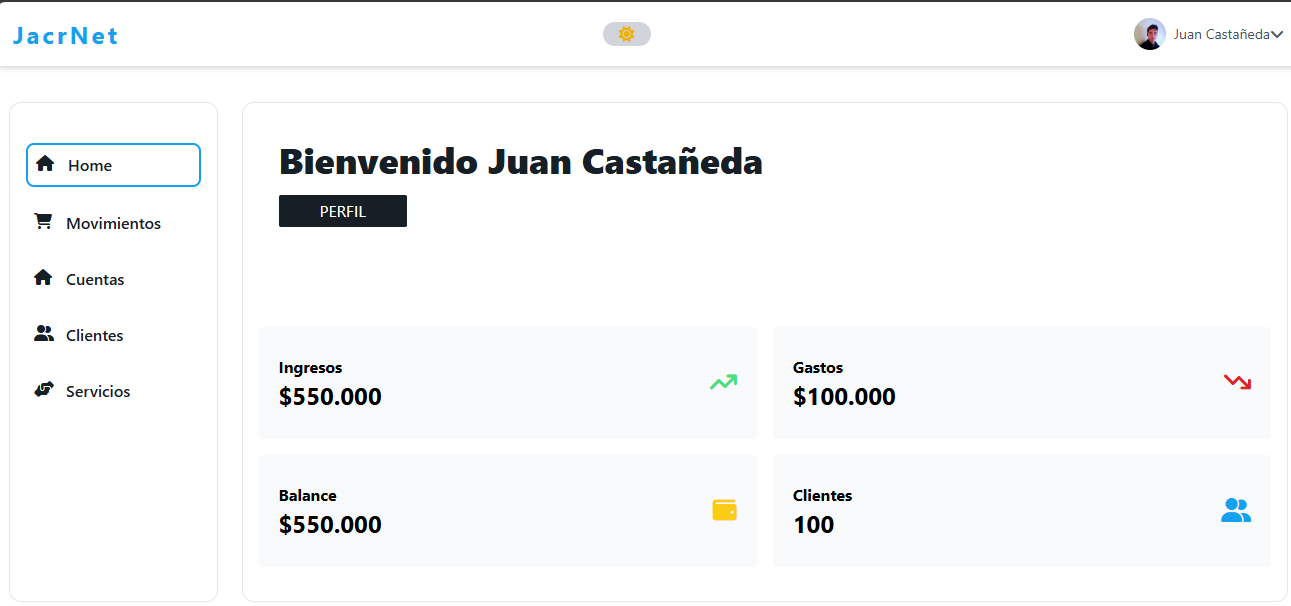 JacrNet
Juan Castañeda
Home
Movimientos
Cuentas
Clientes
Servicios
Bienvenido Juan Castañeda
PERFIL
Ingresos
$550.000
Gastos
$100.000
Balance
$550.000
Clientes
100